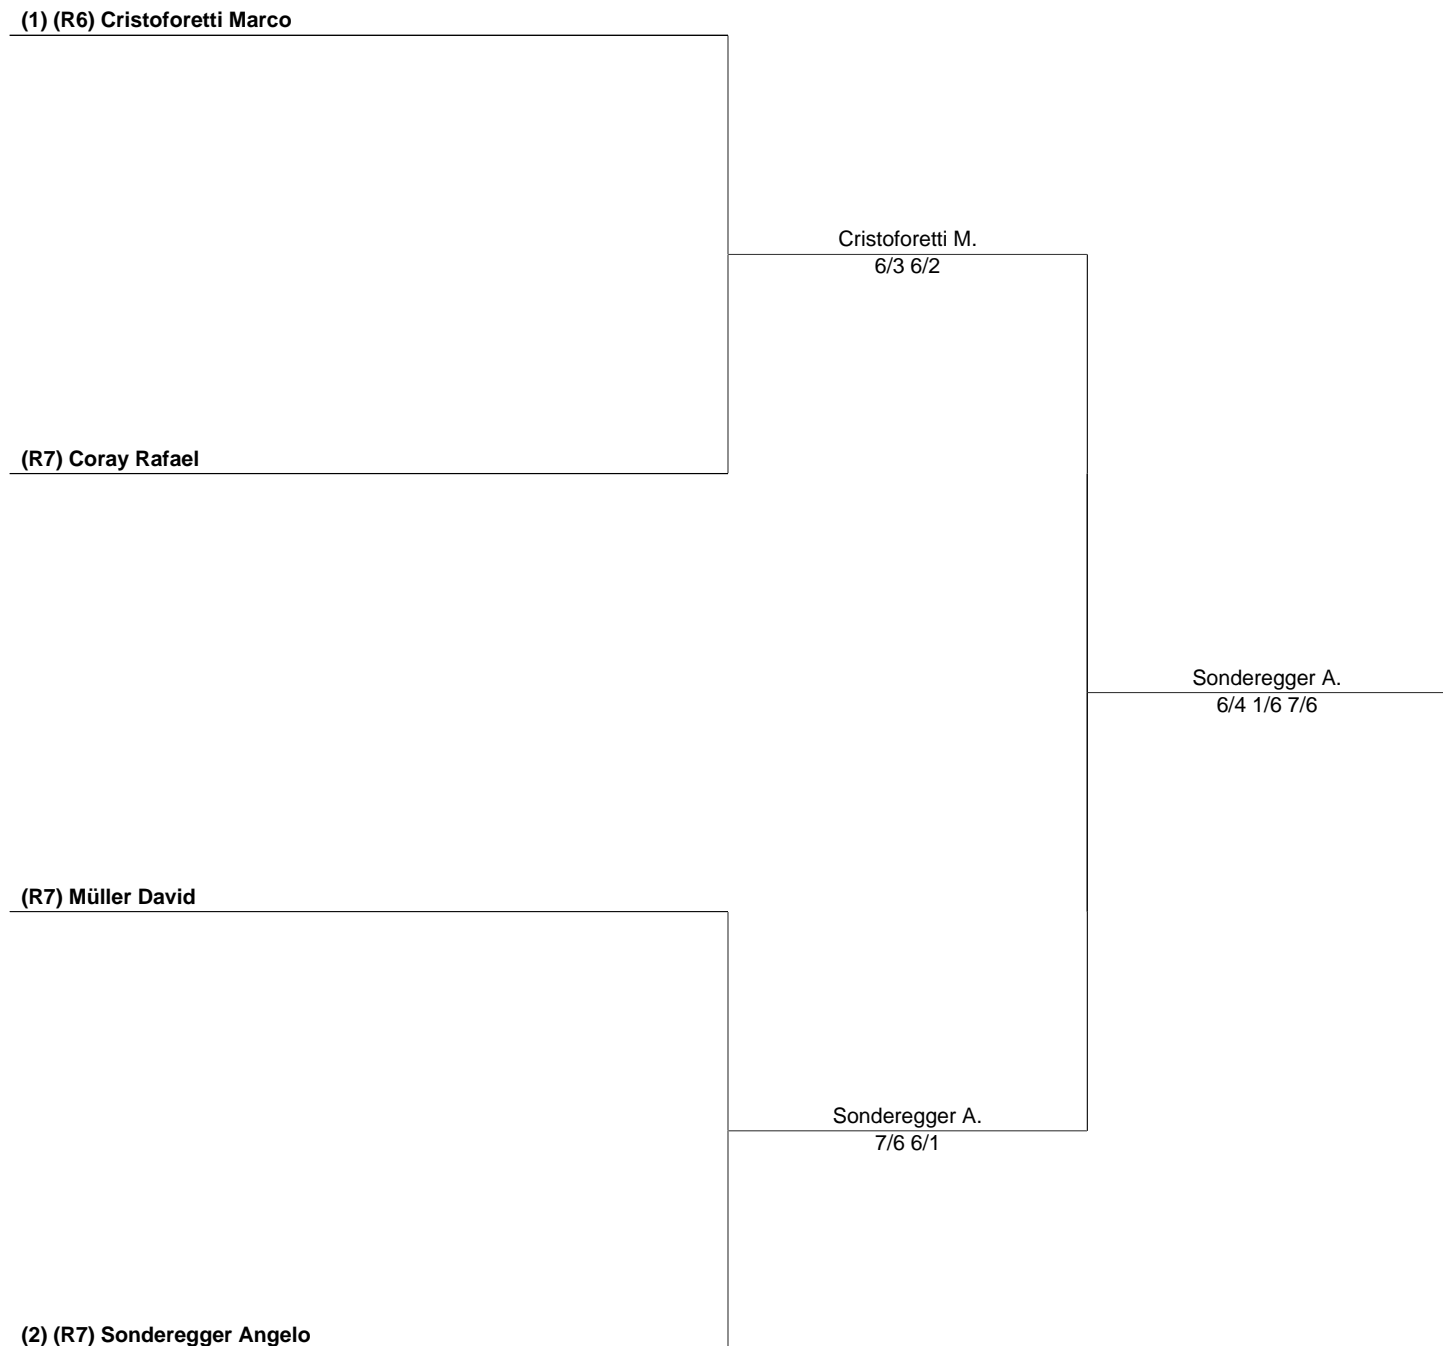 (1) (R6) Cristoforetti Marco
Cristoforetti M.
6/3 6/2
(R7) Coray Rafael
Sonderegger A.
6/4 1/6 7/6
(R7) Müller David
Sonderegger A.
7/6 6/1
(2) (R7) Sonderegger Angelo